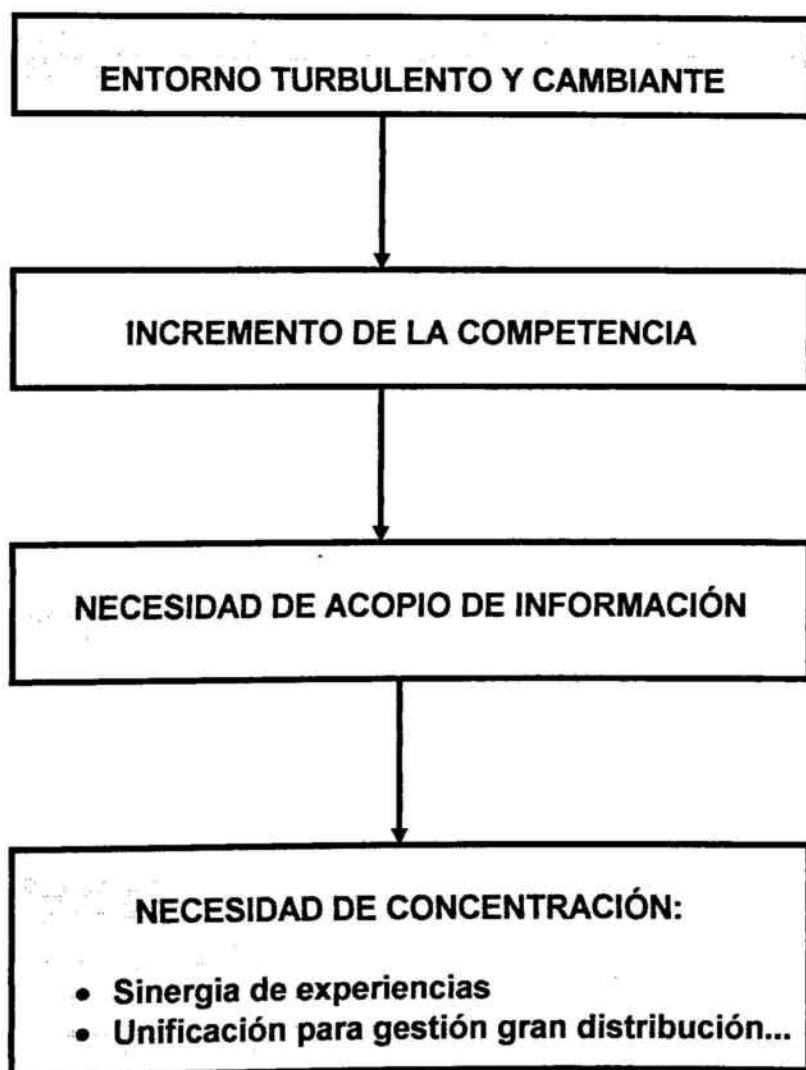 ENTORNO TURBULENTO Y CAMBIANTE
INCREMENTO DE LA COMPETENCIA
NECESIDAD DE ACOPIO DE INFORMACIÓN
NECESIDAD DE CONCENTRACIÓN:
• Sinergia de experiencias
• Unificación para gestión gran distribución...